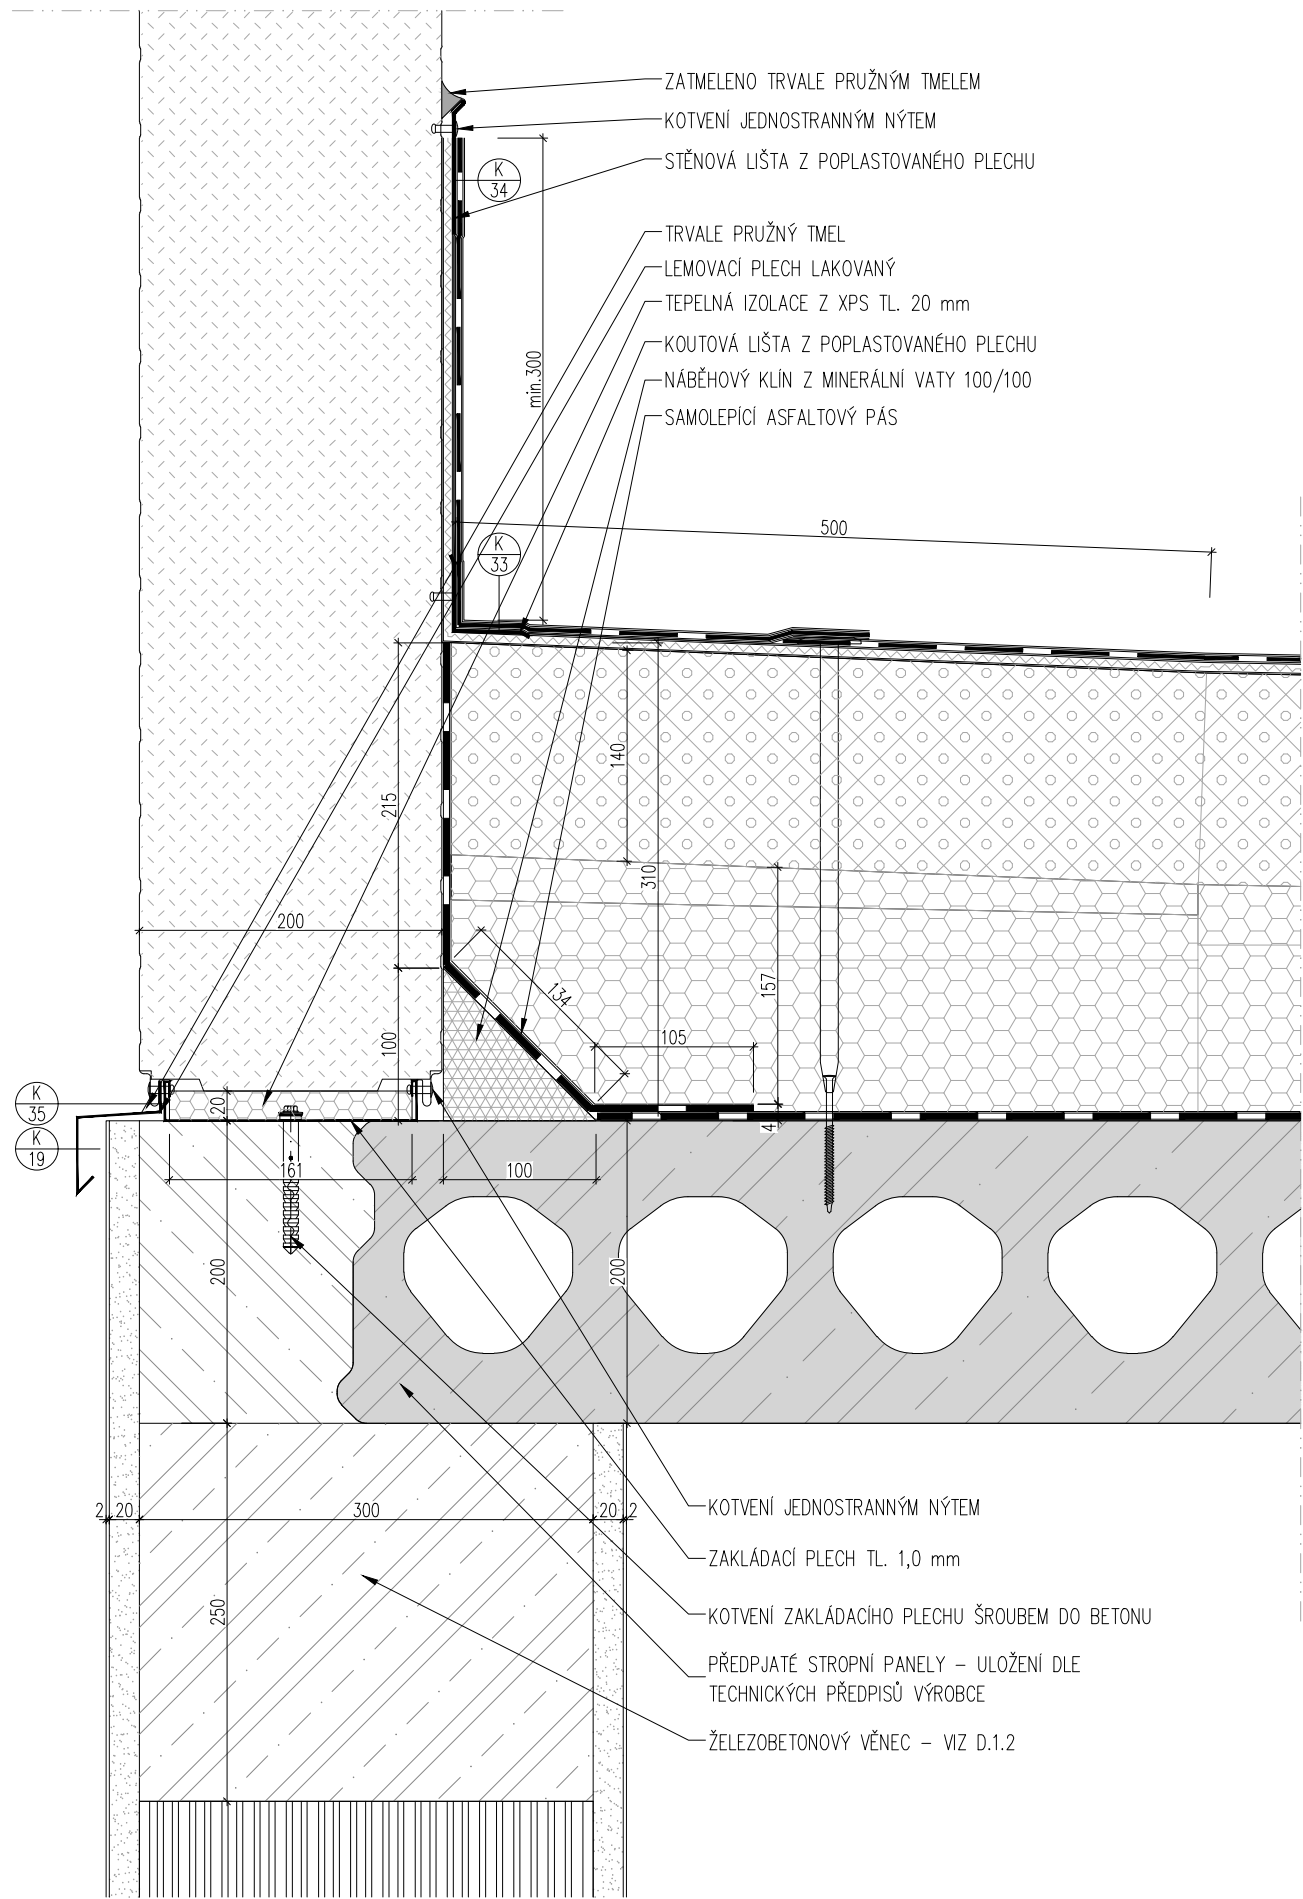 ZATMELENO TRVALE PRUŽNÝM TMELEM
KOTVENÍ JEDNOSTRANNÝM NÝTEM
STĚNOVÁ LIŠTA Z POPLASTOVANÉHO PLECHU
K
34
TRVALE PRUŽNÝ TMEL
LEMOVACÍ PLECH LAKOVANÝ
TEPELNÁ IZOLACE Z XPS TL. 20 mm
KOUTOVÁ LIŠTA Z POPLASTOVANÉHO PLECHU
NÁBĚHOVÝ KLÍN Z MINERÁLNÍ VATY 100/100
SAMOLEPÍCÍ ASFALTOVÝ PÁS
min.300
500
K
33
140
215
310
200
157
134
105
100
K
35
20
4
K
19
161
100
200
200
2
20
300
20
2
250
KOTVENÍ JEDNOSTRANNÝM NÝTEM
ZAKLÁDACÍ PLECH TL. 1,0 mm
KOTVENÍ ZAKLÁDACÍHO PLECHU ŠROUBEM DO BETONU
PŘEDPJATÉ STROPNÍ PANELY – ULOŽENÍ DLE
TECHNICKÝCH PŘEDPISŮ VÝROBCE
ŽELEZOBETONOVÝ VĚNEC – VIZ D.1.2